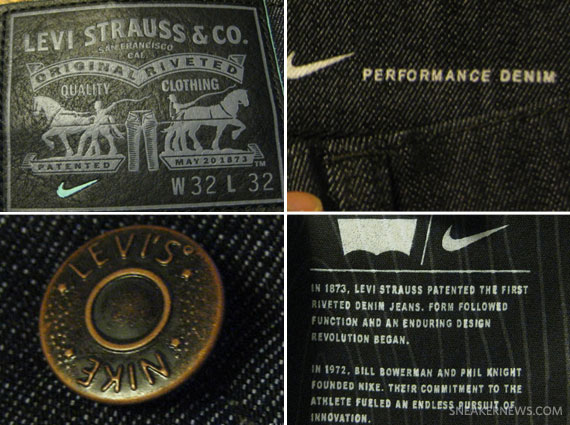 LEVI STRAUSS & CO.
SAN FRANCISCO
CAL
ORIGINAL RIVETED
QUALITY CLOTHING
PATENTED MAY 20 1873
W 32 L 32
PERFORMANCE DENIM
LEVI'S®
NIKE
IN 1873, LEVI STRAUSS PATENTED THE FIRST
RIVETED DENIM JEANS. FORM FOLLOWED
FUNCTION AND AN ENDURING DESIGN
REVOLUTION BEGAN.
IN 1972, BILL BOWERMAN AND PHIL KNIGHT
FOUNDED NIKE. THEIR COMMITMENT TO THE
ATHLETE FUELED AN ENDLESS PURSUIT OF
INNOVATION.
SNEAKERNEWS.COM